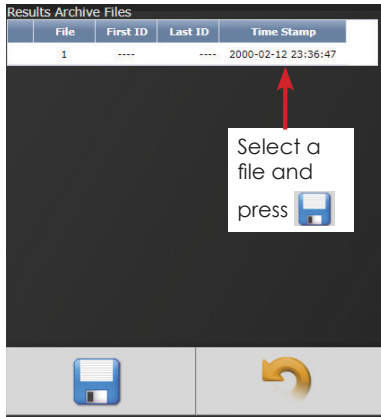 Results Archive Files
File First ID Last ID Time Stamp
1 ---- ---- 2000-02-12 23:36:47
Select a
file and
press